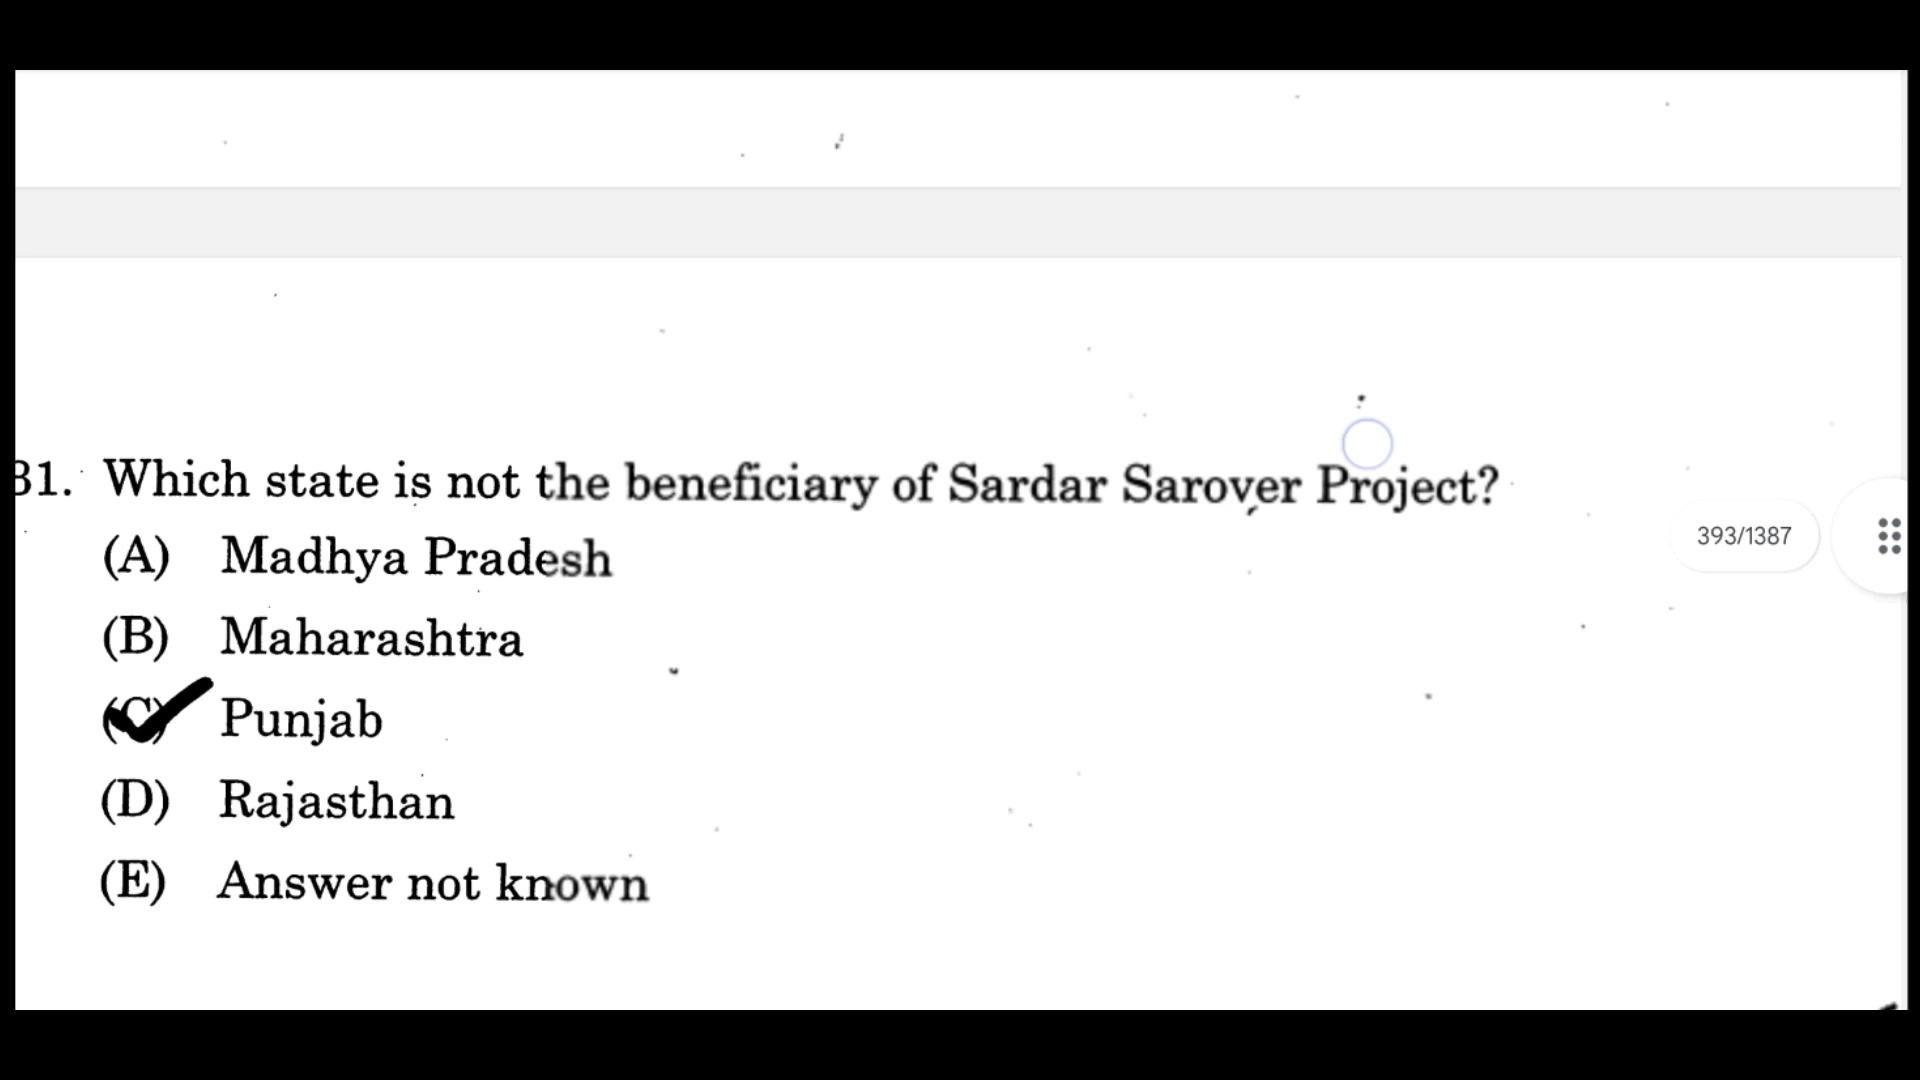 31. Which state is not the beneficiary of Sardar Sarover Project?
(A) Madhya Pradesh
(B) Maharashtra
(C) Punjab
(D) Rajasthan
(E) Answer not known
393/1387